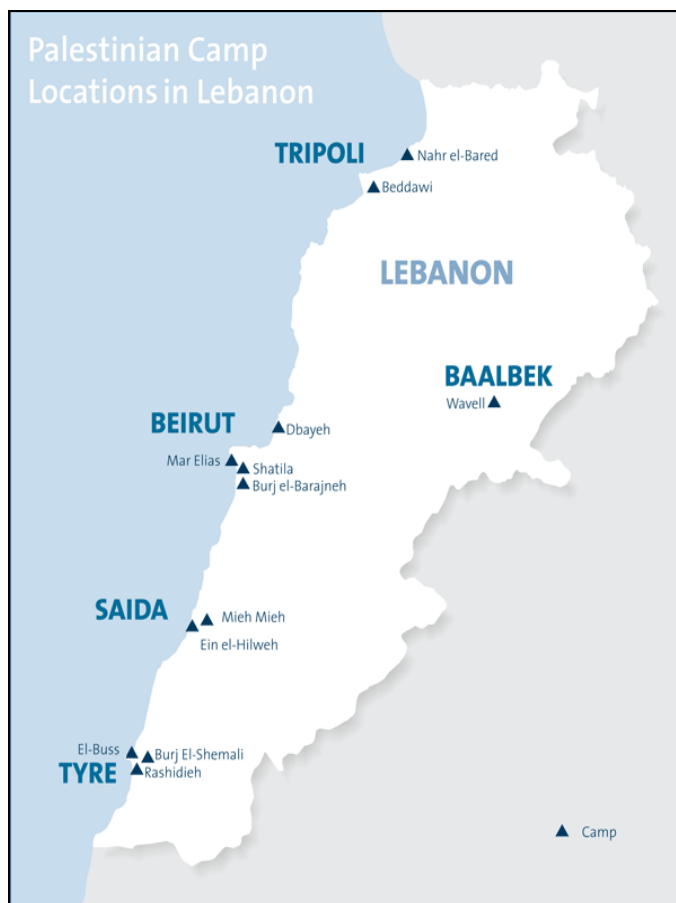 Palestinian Camp
Locations in Lebanon
TRIPOLI
Nahr el-Bared
Beddawi
LEBANON
BAALBEK
Wavell
BEIRUT
Dbayeh
Mar Elias
Shatila
Burj el-Barajneh
SAIDA
Mieh Mieh
Ein el-Hilweh
El-Buss
Burj El-Shemali
TYRE
Rashidieh
Camp